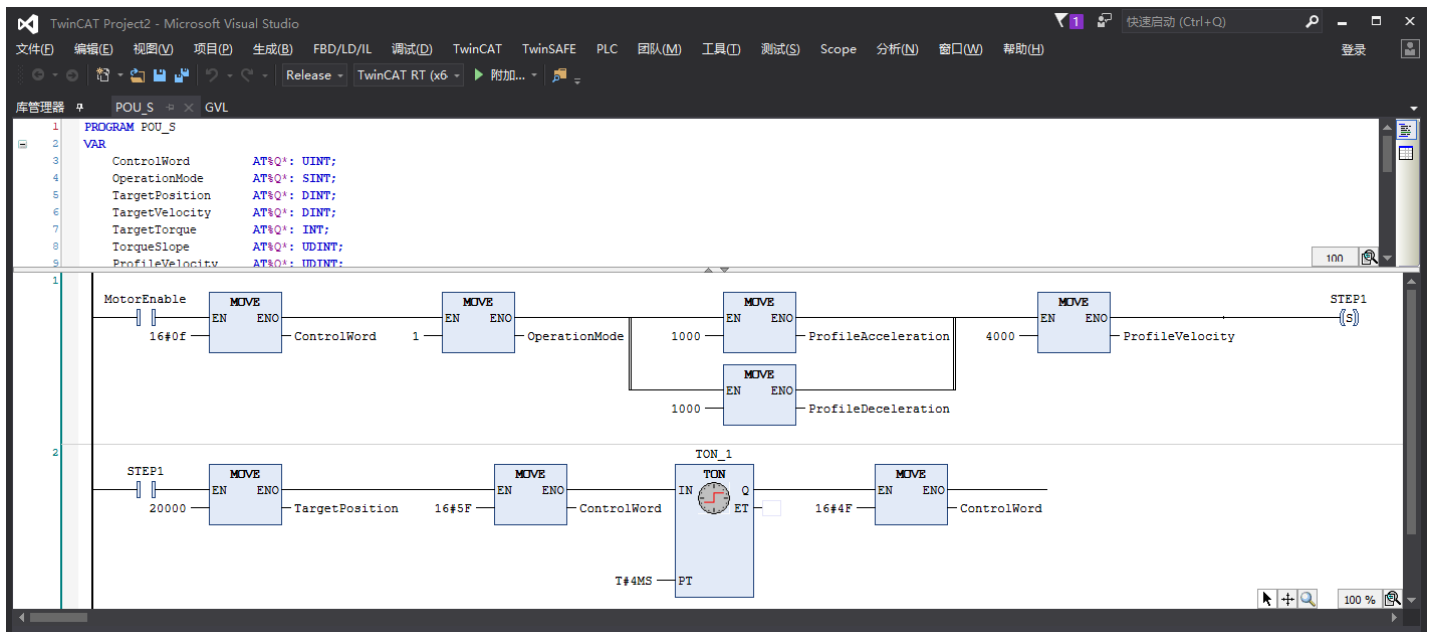 TwinCAT Project2 - Microsoft Visual Studio
1
快速启动 (Ctrl+Q)
文件(F) 编辑(E) 视图(V) 项目(P) 生成(B) FBD/LD/IL 调试(D) TwinCAT TwinSAFE PLC 团队(M) 工具(T) 测试(S) Scope 分析(N) 窗口(W) 帮助(H) 登录
Release TwinCAT RT (x6 附加...
库管理器 POU_S GVL
1 PROGRAM POU_S
2 VAR
3 ControlWord AT%Q*: UINT;
4 OperationMode AT%Q*: SINT;
5 TargetPosition AT%Q*: DINT;
6 TargetVelocity AT%Q*: DINT;
7 TargetTorque AT%Q*: INT;
8 TorqueSlope AT%Q*: UDINT;
9 ProfileVelocity AT%Q*: UDINT;
100
1
MotorEnable MOVE MOVE MOVE MOVE STEP1
EN ENO EN ENO EN ENO EN ENO S
16#0f ControlWord 1 OperationMode 1000 ProfileAcceleration 4000 ProfileVelocity
MOVE
EN ENO
1000 ProfileDeceleration
2
TON_1
STEP1 MOVE MOVE TON MOVE
EN ENO EN ENO IN Q EN ENO
20000 TargetPosition 16#5F ControlWord ET 16#4F ControlWord
T#4MS PT
100 %